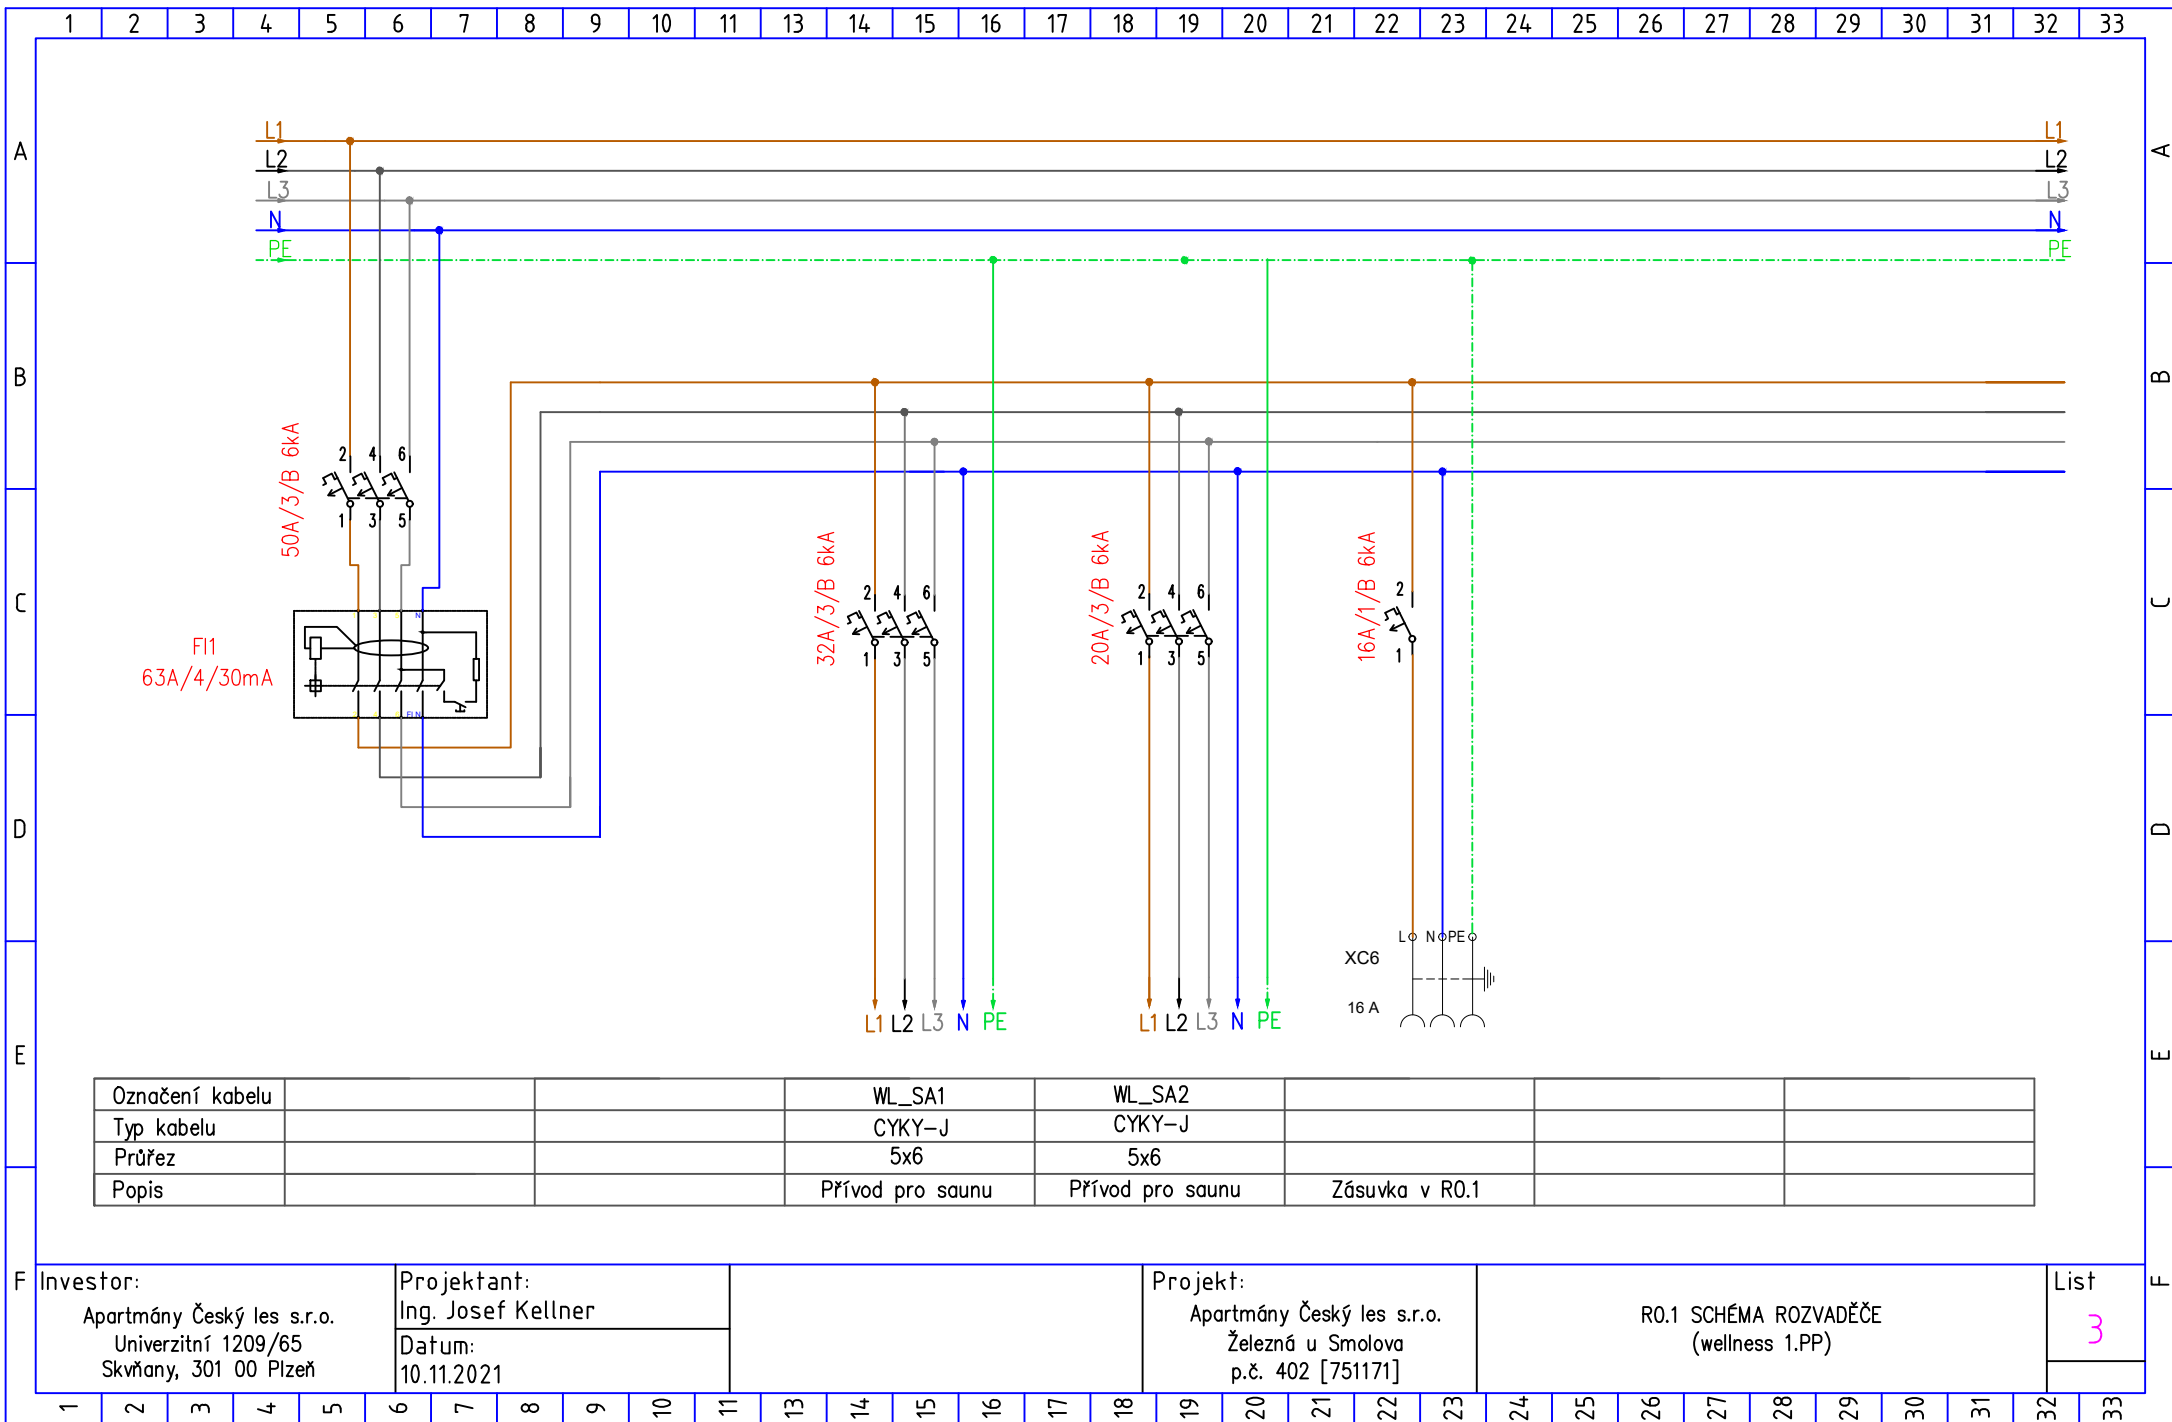 1 2 3 4 5 6 7 8 9 10 11 13 14 15 16 17 18 19 20 21 22 23 24 25 26 27 28 29 30 31 32 33
A A
L1 L1
L2 L2
L3 L3
N N
PE PE
B B
50A/3/B 6kA
2 4 6
1 3 5
32A/3/B 6kA
2 4 6
1 3 5
20A/3/B 6kA
2 4 6
1 3 5
16A/1/B 6kA
2
1
C C
N
FI1
63A/4/30mA
FI N
D D
L N PE
XC6
16 A
L1 L2 L3 N PE L1 L2 L3 N PE
E E
Označení kabelu WL_SA1 WL_SA2
Typ kabelu CYKY-J CYKY-J
Průřez 5x6 5x6
Popis Přívod pro saunu Přívod pro saunu Zásuvka v R0.1
F F
Investor:
Apartmány Český les s.r.o.
Univerzitní 1209/65
Skvňany, 301 00 Plzeň
Projektant:
Ing. Josef Kellner
Datum:
10.11.2021
Projekt:
Apartmány Český les s.r.o.
Železná u Smolova
p.č. 402 [751171]
R0.1 SCHÉMA ROZVADĚČE
(wellness 1.PP)
List
3
1 2 3 4 5 6 7 8 9 10 11 13 14 15 16 17 18 19 20 21 22 23 24 25 26 27 28 29 30 31 32 33